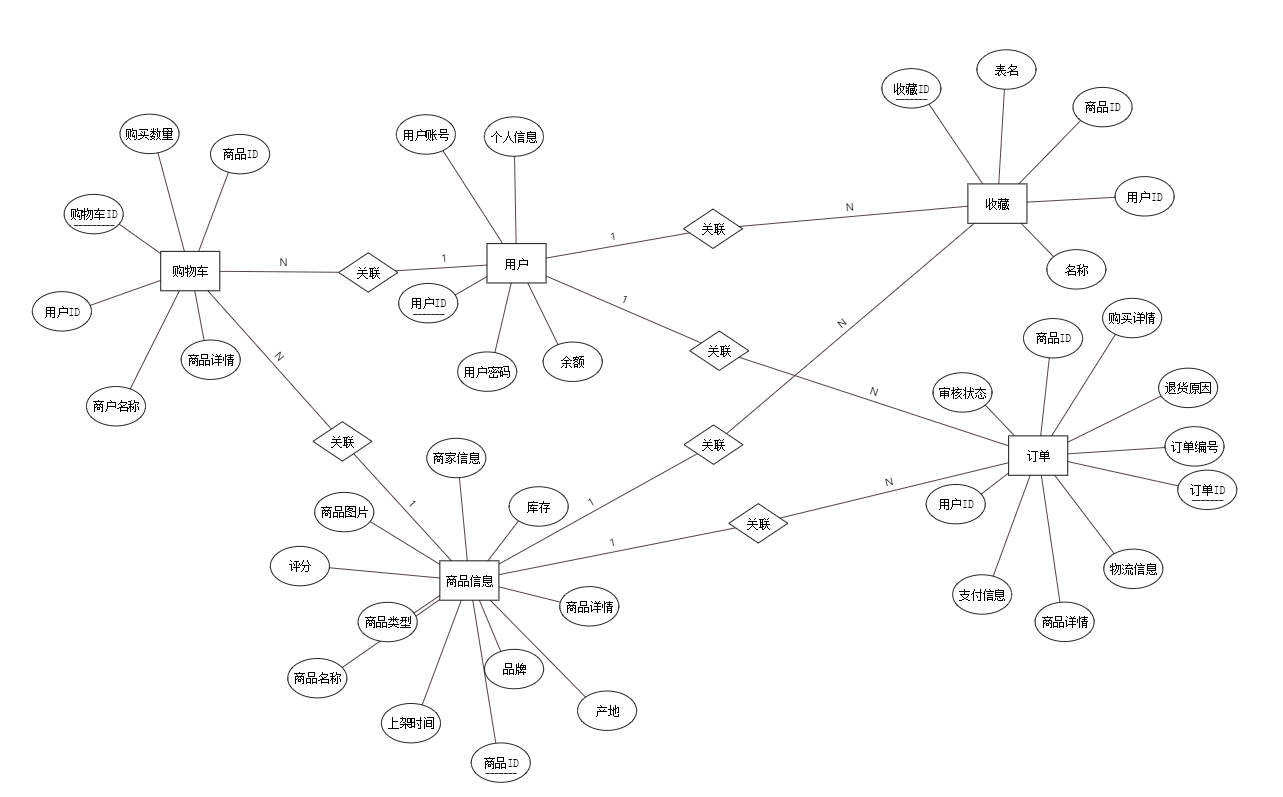 表名
收藏ID
商品ID
购买数量
用户账号
个人信息
商品ID
用户ID
收藏
购物车ID
N
关联
1
用户
购物车
N
关联
1
名称
用户ID
用户ID
1
购买详情
N
商品ID
关联
商品详情
N
余额
用户密码
退货原因
审核状态
N
商户名称
关联
关联
订单编号
订单
商家信息
订单ID
N
1
1
用户ID
库存
商品图片
关联
1
评分
物流信息
商品信息
支付信息
商品详情
商品类型
商品详情
品牌
商品名称
产地
上架时间
商品ID